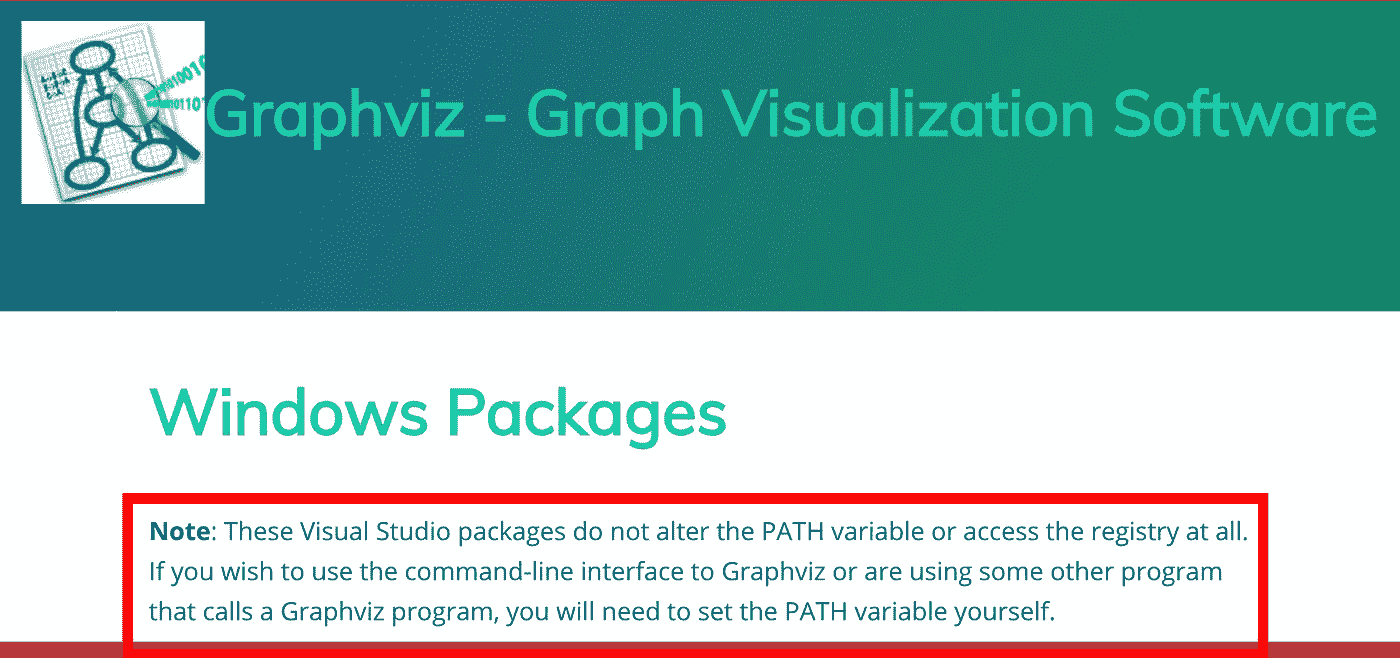 Graphviz - Graph Visualization Software
Windows Packages
Note: These Visual Studio packages do not alter the PATH variable or access the registry at all.
If you wish to use the command-line interface to Graphviz or are using some other program
that calls a Graphviz program, you will need to set the PATH variable yourself.